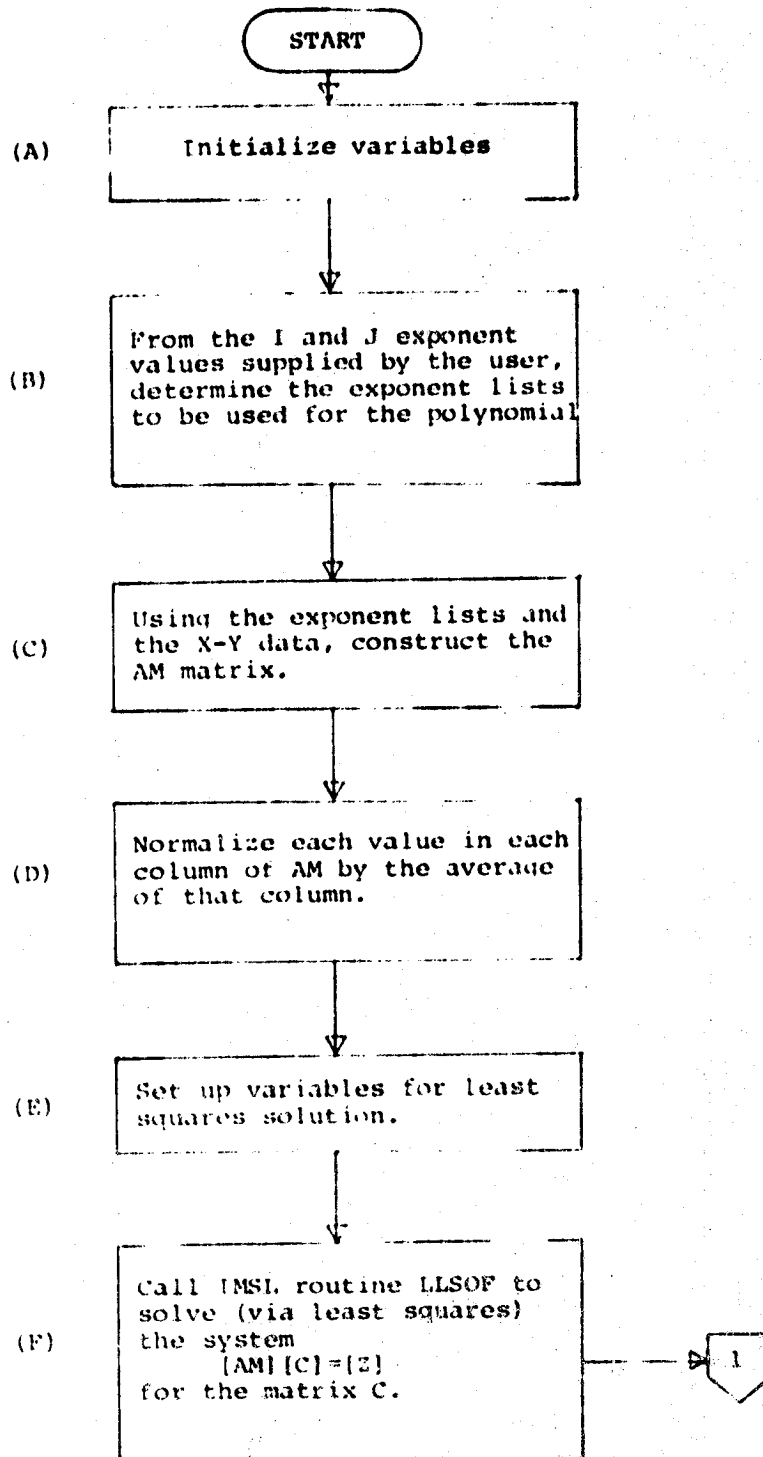 START
(A)
Initialize variables
(B)
From the I and J exponent
values supplied by the user,
determine the exponent lists
to be used for the polynomial
(C)
Using the exponent lists and
the X-Y data, construct the
AM matrix.
(D)
Normalize each value in each
column of AM by the average
of that column.
(E)
Set up variables for least
squares solution.
(F)
Call IMSL routine LLSQF to
solve (via least squares)
the system
[AM][C]=[Z]
for the matrix C.
1